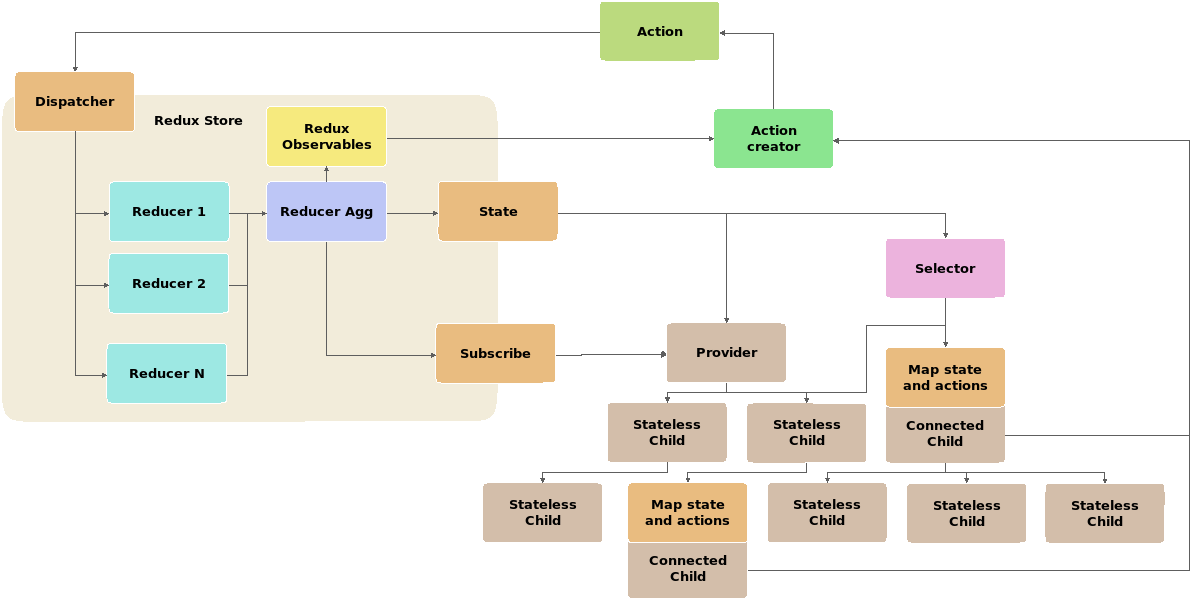 Action
Dispatcher
Redux Store
Redux
Observables
Action
creator
Reducer 1
Reducer Agg
State
Reducer 2
Selector
Reducer N
Subscribe
Provider
Map state
and actions
Stateless
Child
Stateless
Child
Connected
Child
Stateless
Child
Map state
and actions
Stateless
Child
Stateless
Child
Stateless
Child
Connected
Child